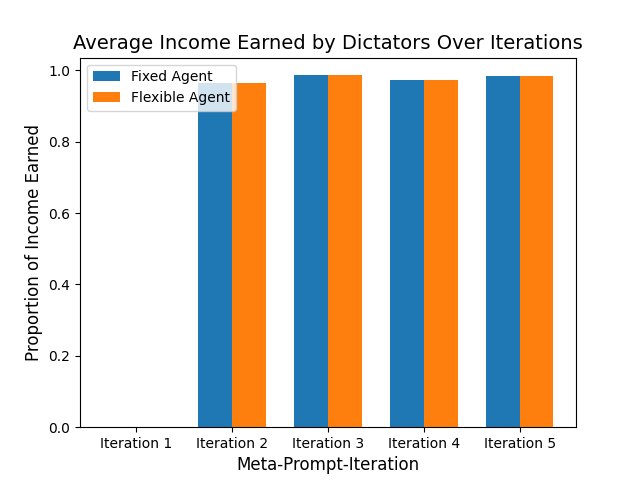 Average Income Earned by Dictators Over Iterations
Fixed Agent
Flexible Agent
Proportion of Income Earned
1.0
0.8
0.6
0.4
0.2
0.0
Iteration 1
Iteration 2
Iteration 3
Iteration 4
Iteration 5
Meta-Prompt-Iteration